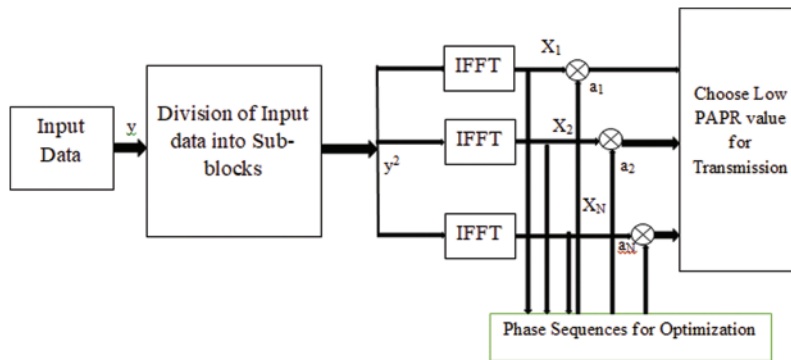 Input
Data
y
Division of Input
data into Sub-
blocks
y2
IFFT
X1
a1
IFFT
X2
a2
IFFT
XN
aN
Choose Low
PAPR value
for
Transmission
Phase Sequences for Optimization